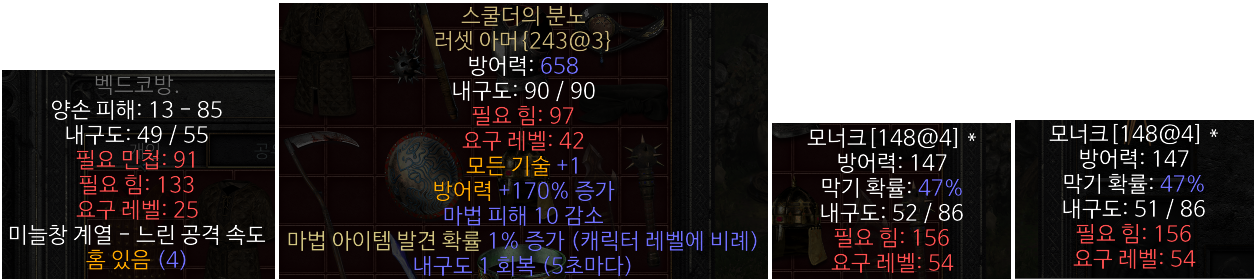 벡드코방.
양손 피해: 13 - 85
내구도: 49 / 55
필요 민첩: 91
필요 힘: 133
요구 레벨: 25
미늘창 계열 - 느린 공격 속도
홈 있음 (4)
스쿨더의 분노
러셋 아머{243@3}
방어력: 658
내구도: 90 / 90
필요 힘: 97
요구 레벨: 42
모든 기술 +1
방어력 +170% 증가
마법 피해 10 감소
마법 아이템 발견 확률 1% 증가 (캐릭터 레벨에 비례)
내구도 1 회복 (5초마다)
모너크[148@4] *
방어력: 147
막기 확률: 47%
내구도: 52 / 86
필요 힘: 156
요구 레벨: 54
모너크[148@4] *
방어력: 147
막기 확률: 47%
내구도: 51 / 86
필요 힘: 156
요구 레벨: 54